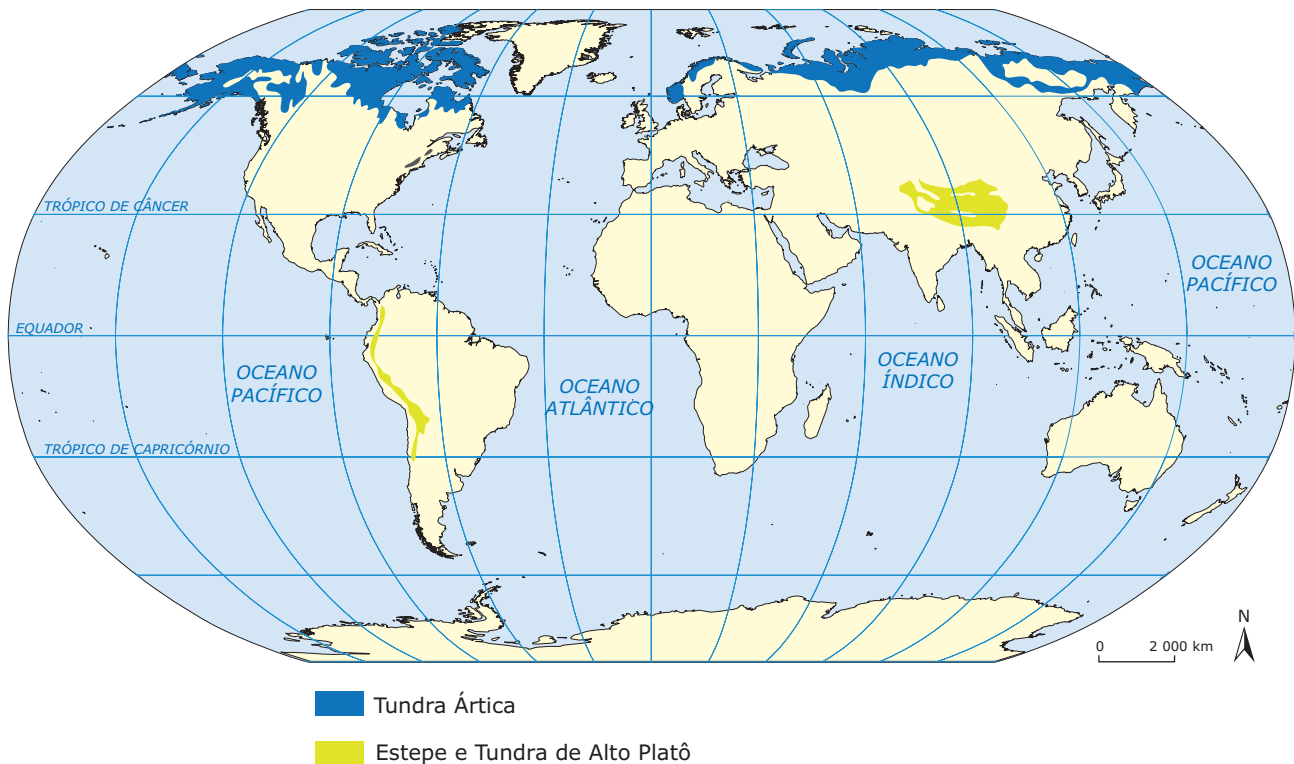 TRÓPICO DE CÂNCER
OCEANO
PACÍFICO
EQUADOR
OCEANO
PACÍFICO
OCEANO
ATLÂNTICO
OCEANO
ÍNDICO
TRÓPICO DE CAPRICÓRNIO
N
0 2 000 km
Tundra Ártica
Estepe e Tundra de Alto Platô